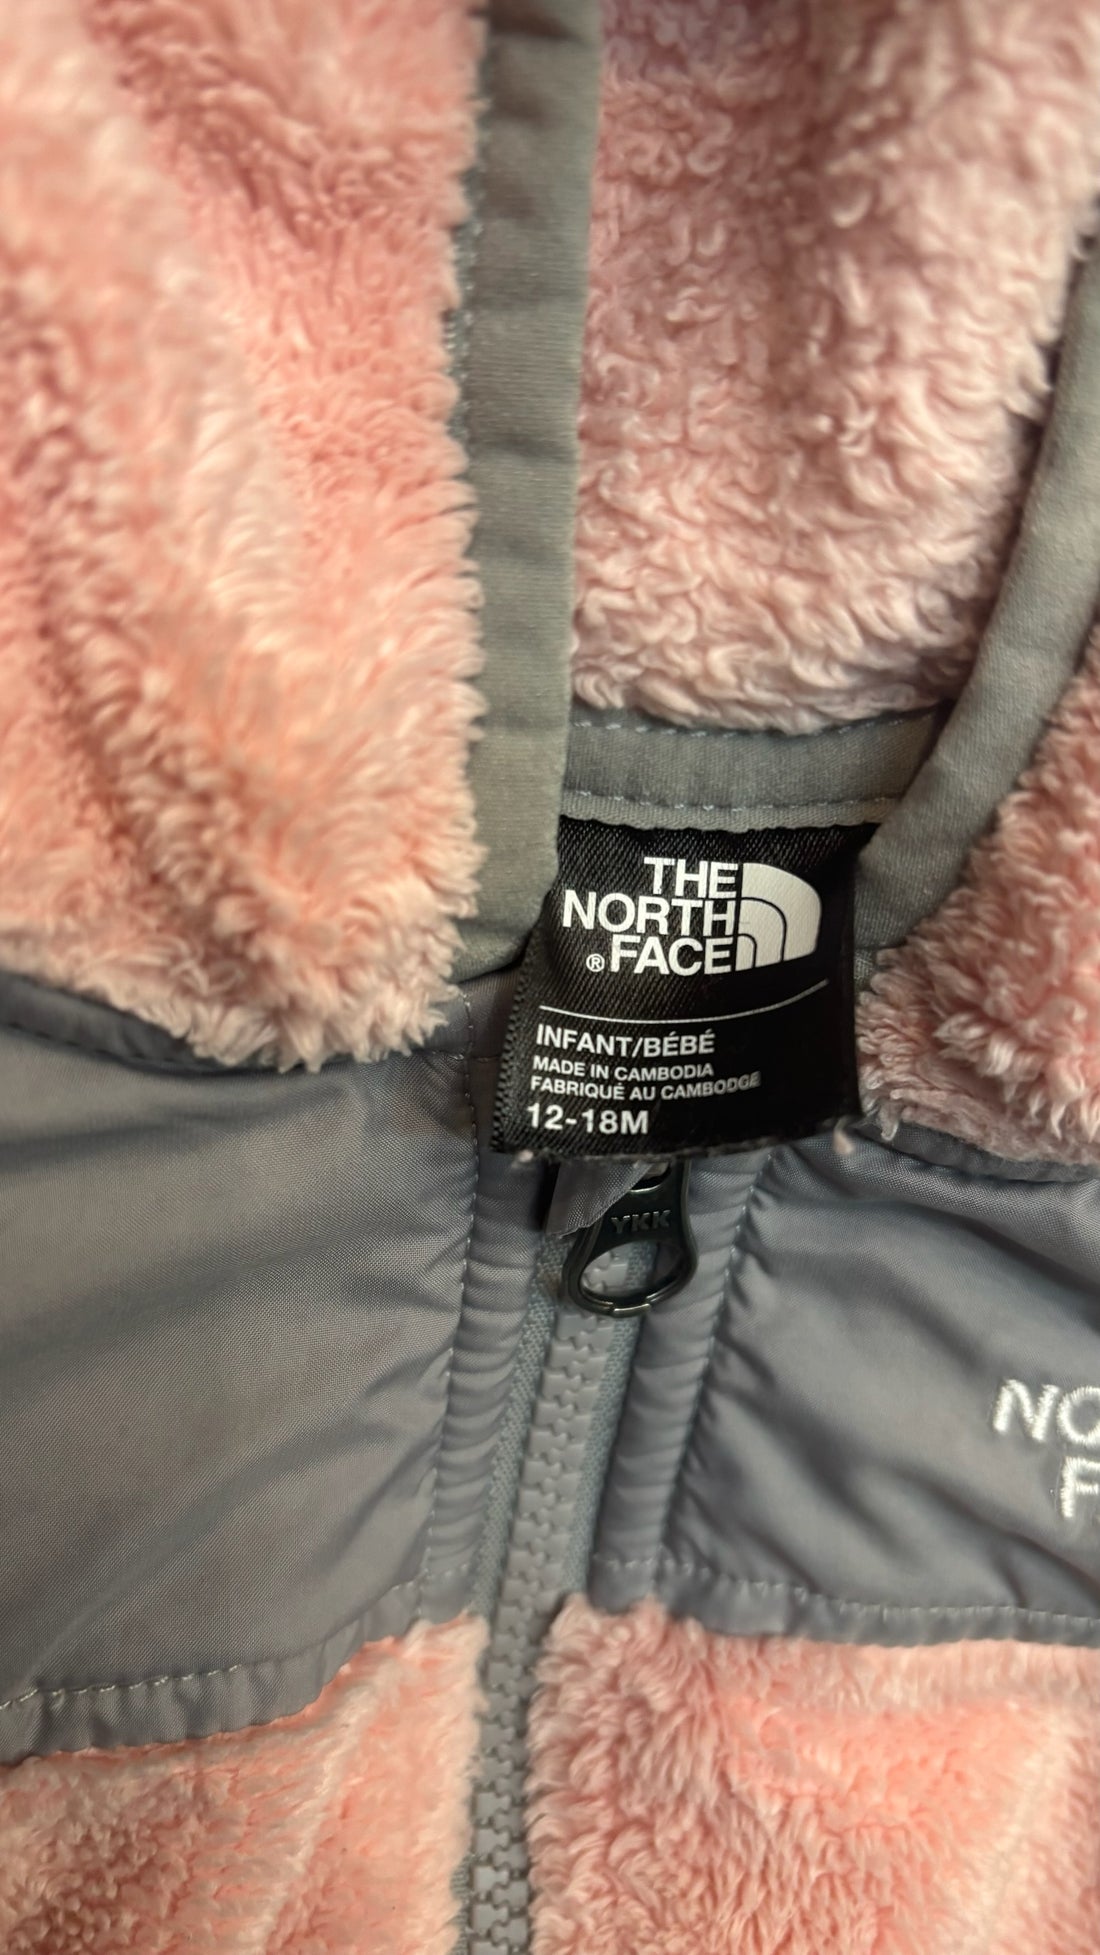 THE
NORTH
® FACE
INFANT/BÉBÉ
MADE IN CAMBODIA
FABRIQUÉ AU CAMBODGE
12-18M
YKK